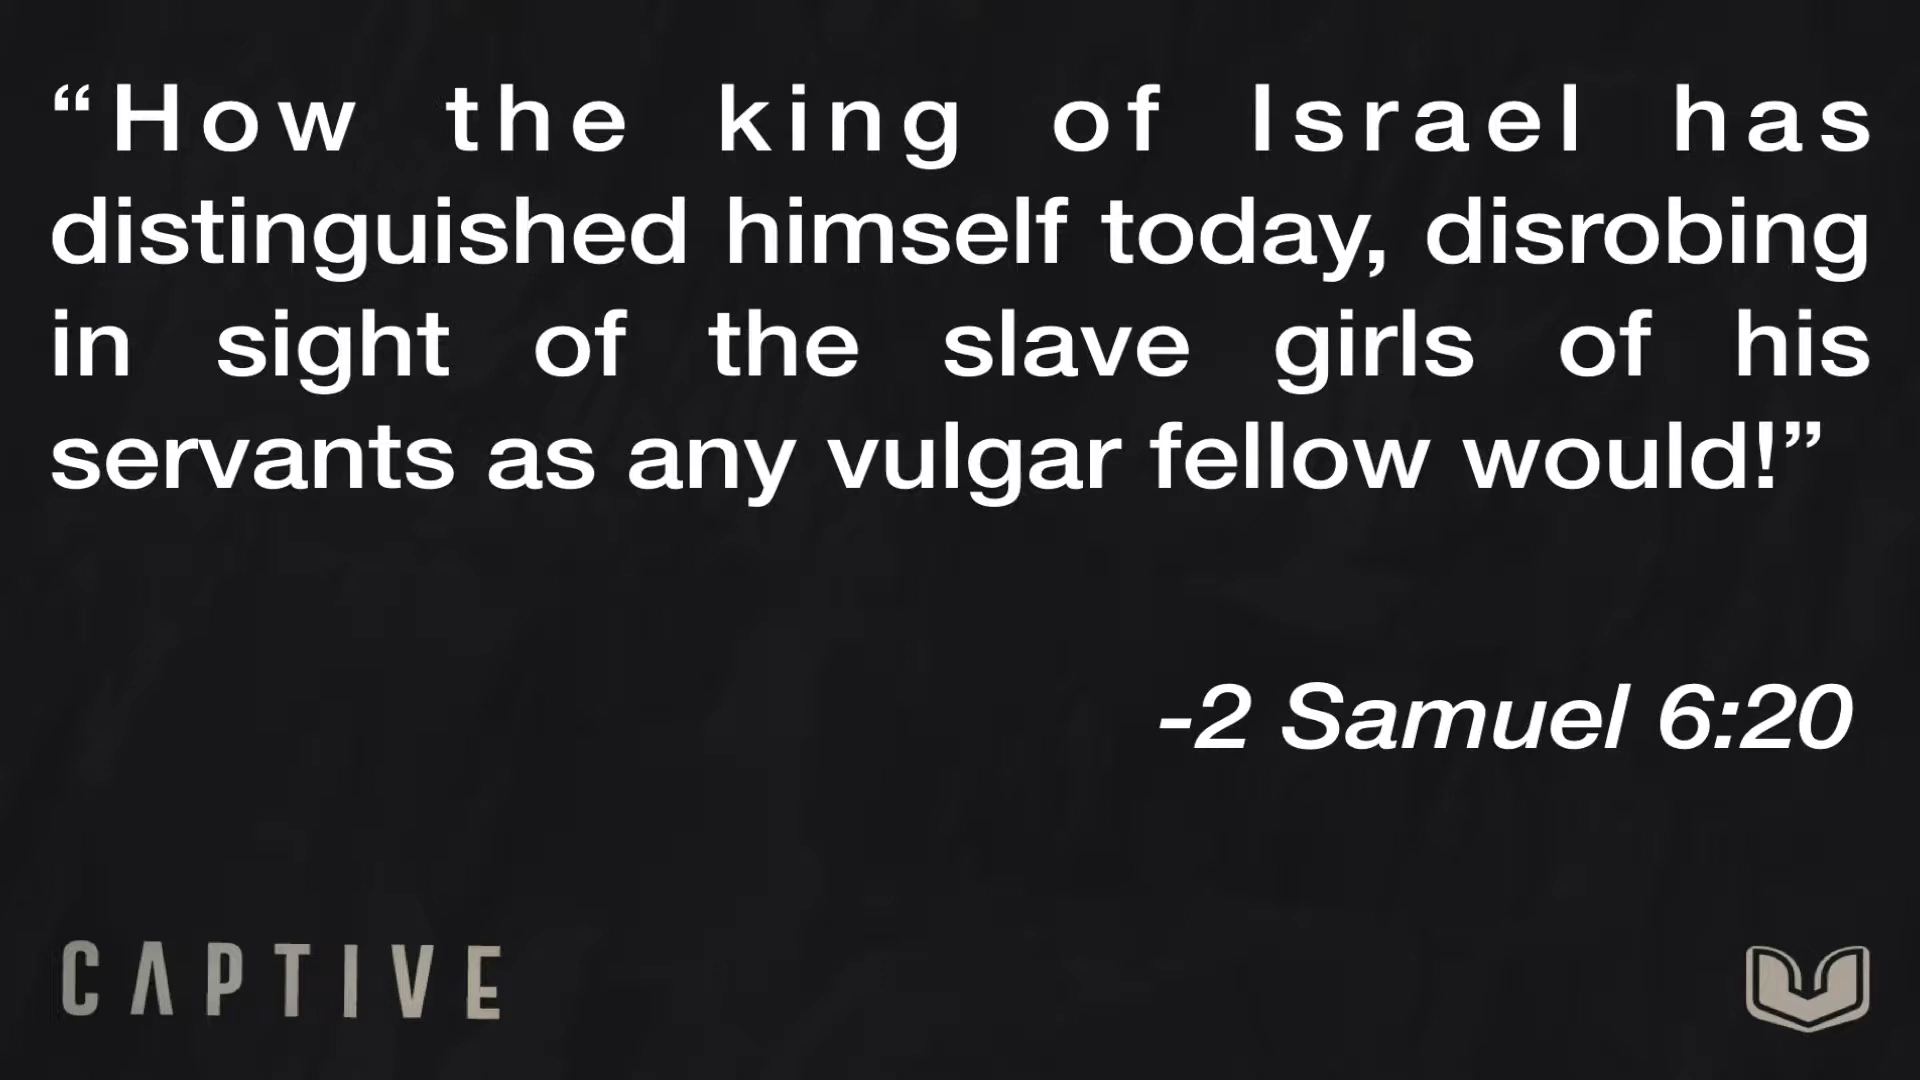 “How the king of Israel has
distinguished himself today, disrobing
in sight of the slave girls of his
servants as any vulgar fellow would!”
-2 Samuel 6:20
CAPTIVE